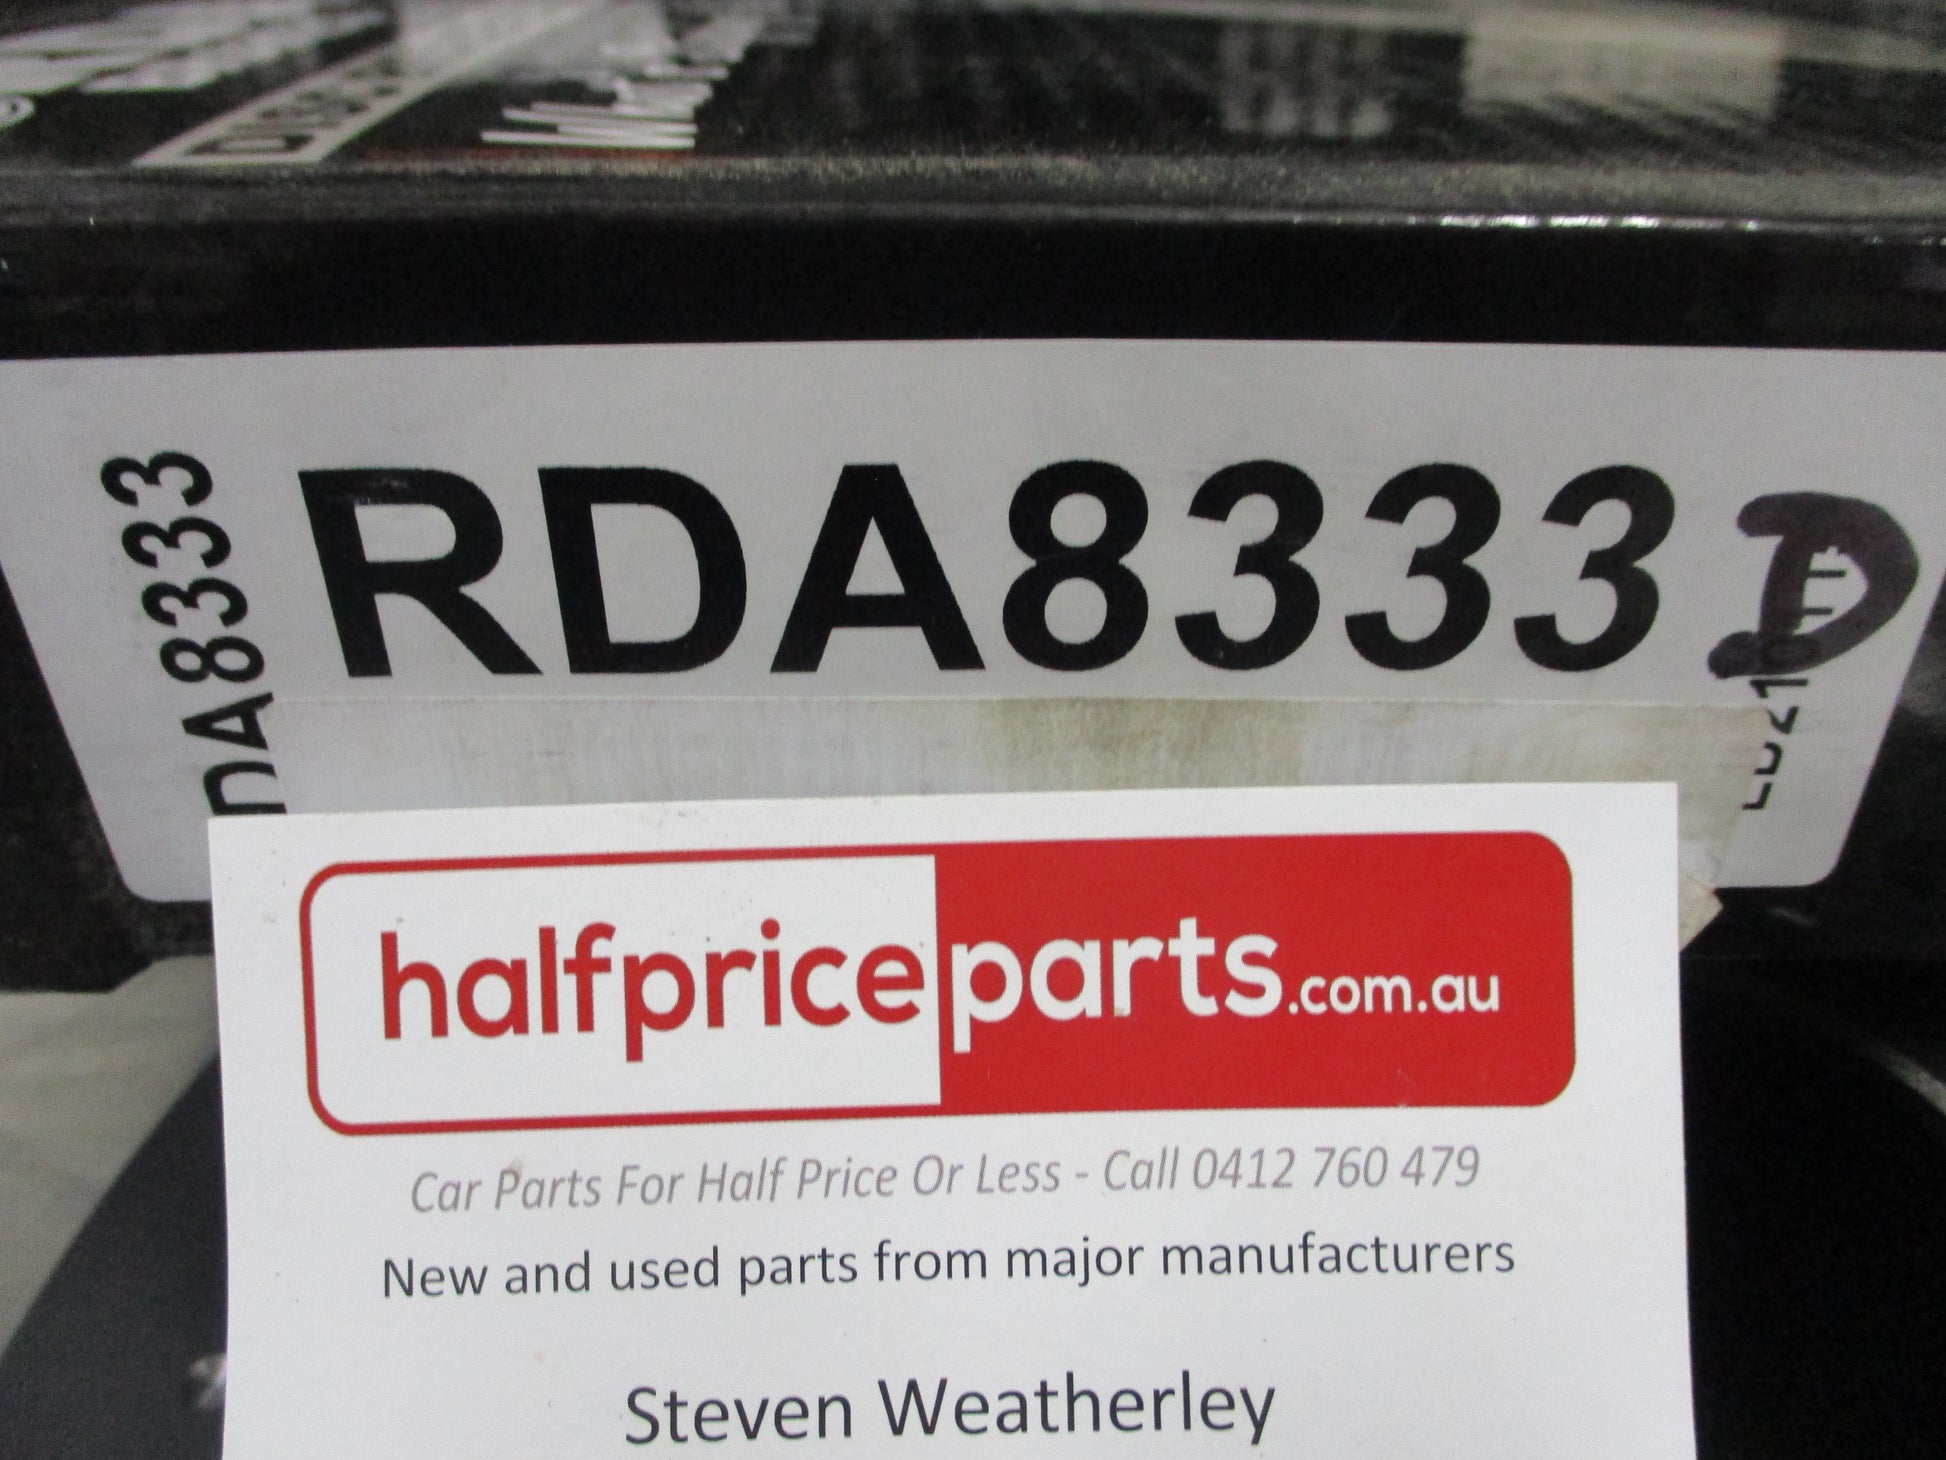 RDA8333 D
halfpriceparts.com.au
Car Parts For Half Price Or Less - Call 0412 760 479
New and used parts from major manufacturers
Steven Weatherley